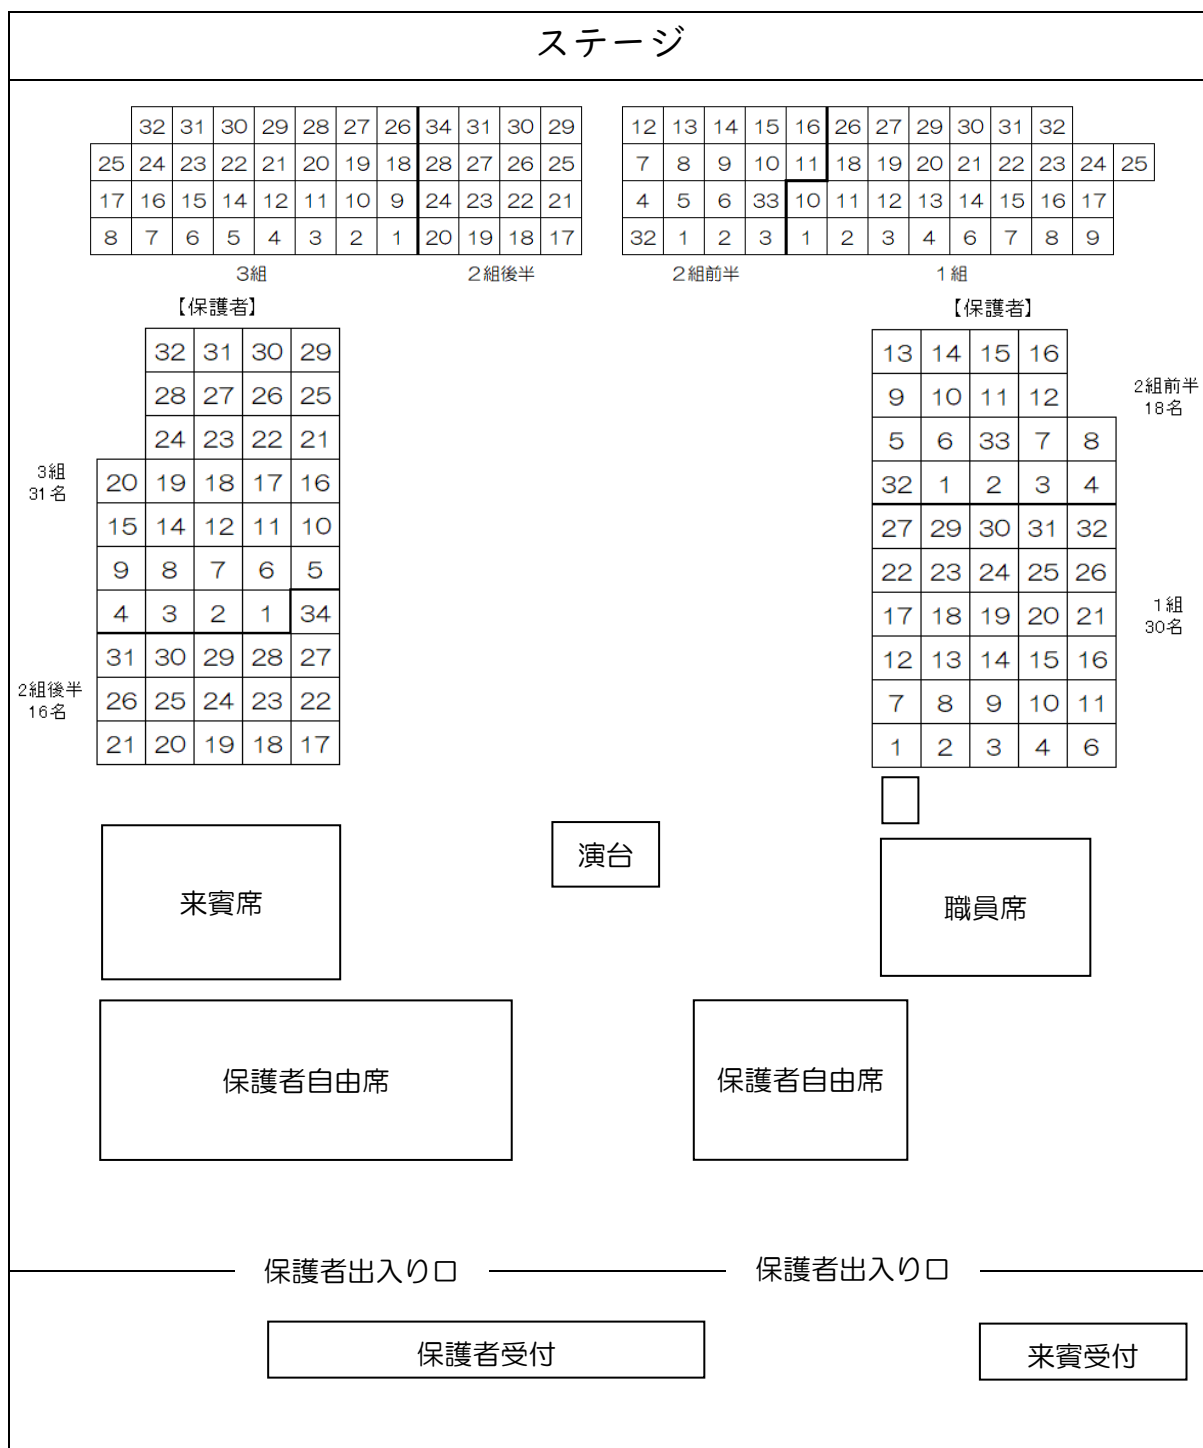 ステージ
32 31 30 29 28 27 26 34 31 30 29
25 24 23 22 21 20 19 18 28 27 26 25
17 16 15 14 12 11 10 9 24 23 22 21
8 7 6 5 4 3 2 1 20 19 18 17
3組 2組後半
12 13 14 15 16 26 27 29 30 31 32
7 8 9 10 11 18 19 20 21 22 23 24 25
4 5 6 33 10 11 12 13 14 15 16 17
32 1 2 3 1 2 3 4 6 7 8 9
2組前半 1組
【保護者】
32 31 30 29
28 27 26 25
24 23 22 21
20 19 18 17 16
15 14 12 11 10
9 8 7 6 5
4 3 2 1 34
31 30 29 28 27
26 25 24 23 22
21 20 19 18 17
3組
31名
2組後半
16名
【保護者】
13 14 15 16
9 10 11 12
5 6 33 7 8
32 1 2 3 4
27 29 30 31 32
22 23 24 25 26
17 18 19 20 21
12 13 14 15 16
7 8 9 10 11
1 2 3 4 6
2組前半
18名
1組
30名
来賓席
演台
職員席
保護者自由席
保護者自由席
保護者出入り口
保護者出入り口
保護者受付
来賓受付